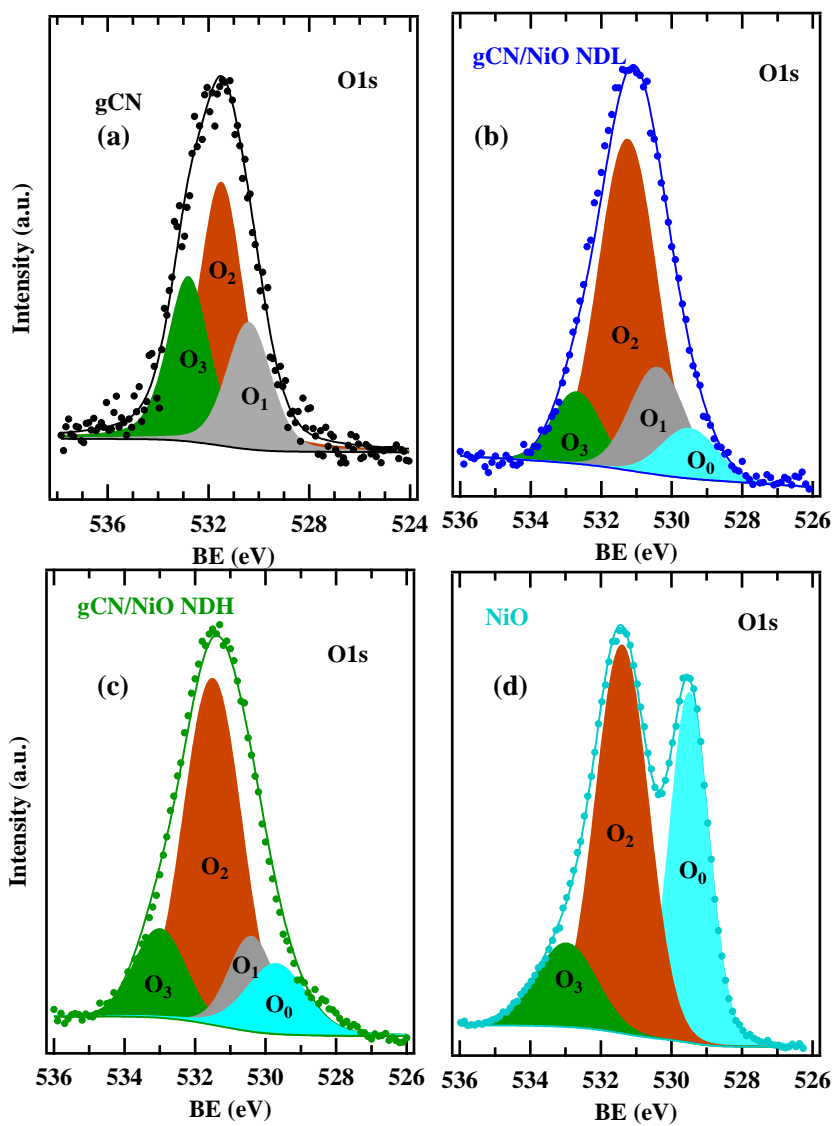 gCN
O1s
(a)
O₂
O₃
O₁
Intensity (a.u.)
536 532 528 524
BE (eV)
gCN/NiO NDL
O1s
(b)
O₂
O₁
O₃
O₀
536 534 532 530 528 526
BE (eV)
gCN/NiO NDH
O1s
(c)
O₂
O₁
O₃
O₀
Intensity (a.u.)
536 534 532 530 528 526
BE (eV)
NiO
O1s
(d)
O₂
O₀
O₃
536 534 532 530 528 526
BE (eV)